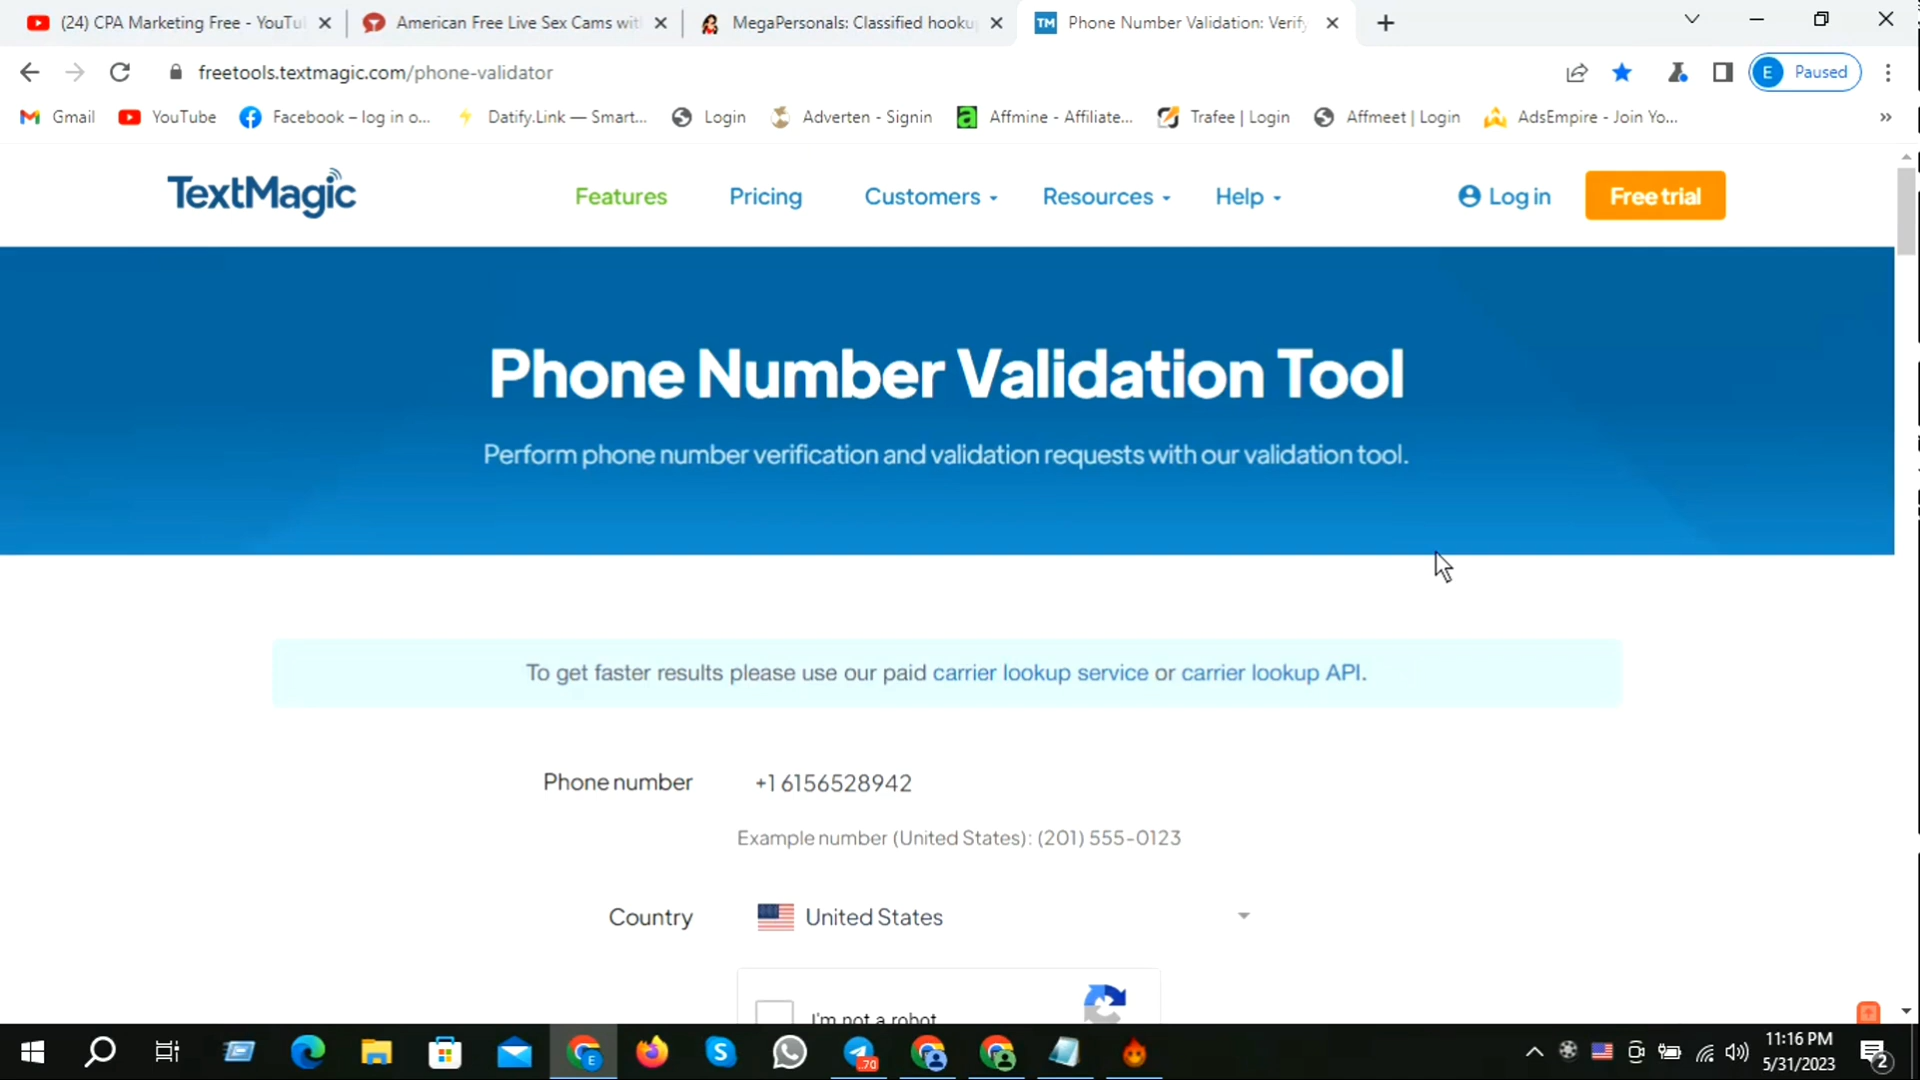 (24) CPA Marketing Free - YouTu
American Free Live Sex Cams wit
MegaPersonals: Classified hooku
TM Phone Number Validation: Verify
freetools.textmagic.com/phone-validator
E Paused
Gmail
YouTube
Facebook – log in o...
Datify.Link — Smart...
Login
Adverten - Signin
Affmine - Affiliate...
Trafee | Login
Affmeet | Login
AdsEmpire - Join Yo...
»
TextMagic
Features
Pricing
Customers
Resources
Help
Log in
Free trial
Phone Number Validation Tool
Perform phone number verification and validation requests with our validation tool.
To get faster results please use our paid carrier lookup service or carrier lookup API.
Phone number
+1 6156528942
Example number (United States): (201) 555-0123
Country
United States
I'm not a robot
E
70
11:16 PM
5/31/2023
2